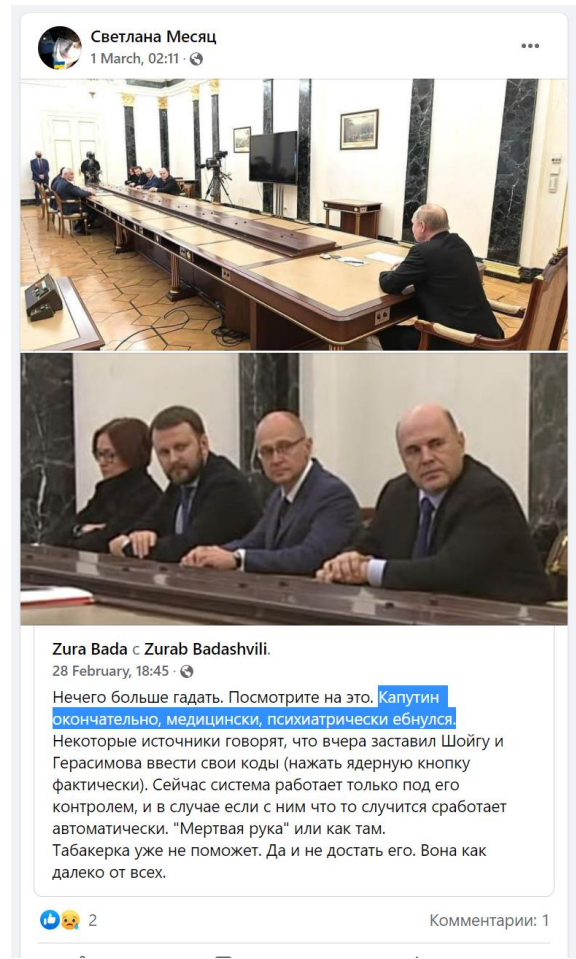 Светлана Месяц
1 March, 02:11 ·
Zura Bada с Zurab Badashvili.
28 February, 18:45 ·
Нечего больше гадать. Посмотрите на это. Капутин
окончательно, медицински, психиатрически ебнулся.
Некоторые источники говорят, что вчера заставил Шойгу и
Герасимова ввести свои коды (нажать ядерную кнопку
фактически). Сейчас система работает только под его
контролем, и в случае если с ним что то случится сработает
автоматически. "Мертвая рука" или как там.
Табакерка уже не поможет. Да и не достать его. Вона как
далеко от всех.
2
Комментарии: 1